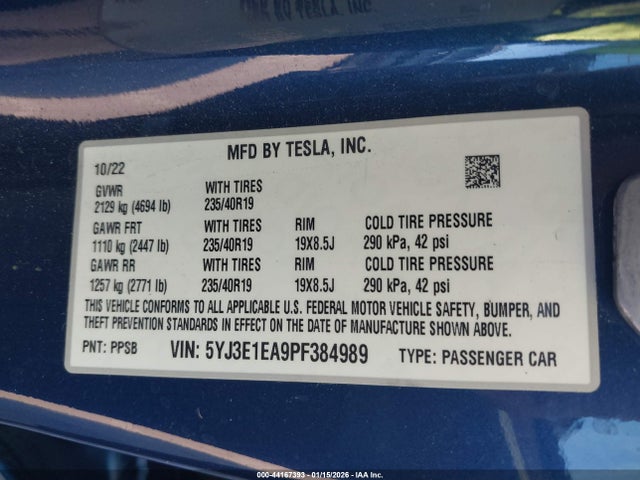 MFD BY TESLA, INC.
10/22
GVWR WITH TIRES
2129 kg (4694 lb) 235/40R19
GAWR FRT WITH TIRES RIM COLD TIRE PRESSURE
1110 kg (2447 lb) 235/40R19 19X8.5J 290 kPa, 42 psi
GAWR RR WITH TIRES RIM COLD TIRE PRESSURE
1257 kg (2771 lb) 235/40R19 19X8.5J 290 kPa, 42 psi
THIS VEHICLE CONFORMS TO ALL APPLICABLE U.S. FEDERAL MOTOR VEHICLE SAFETY, BUMPER, AND
THEFT PREVENTION STANDARDS IN EFFECT ON THE DATE OF MANUFACTURE SHOWN ABOVE.
PNT: PPSB VIN: 5YJ3E1EA9PF384989 TYPE: PASSENGER CAR
000-44167393 - 01/15/2026 - IAA Inc.